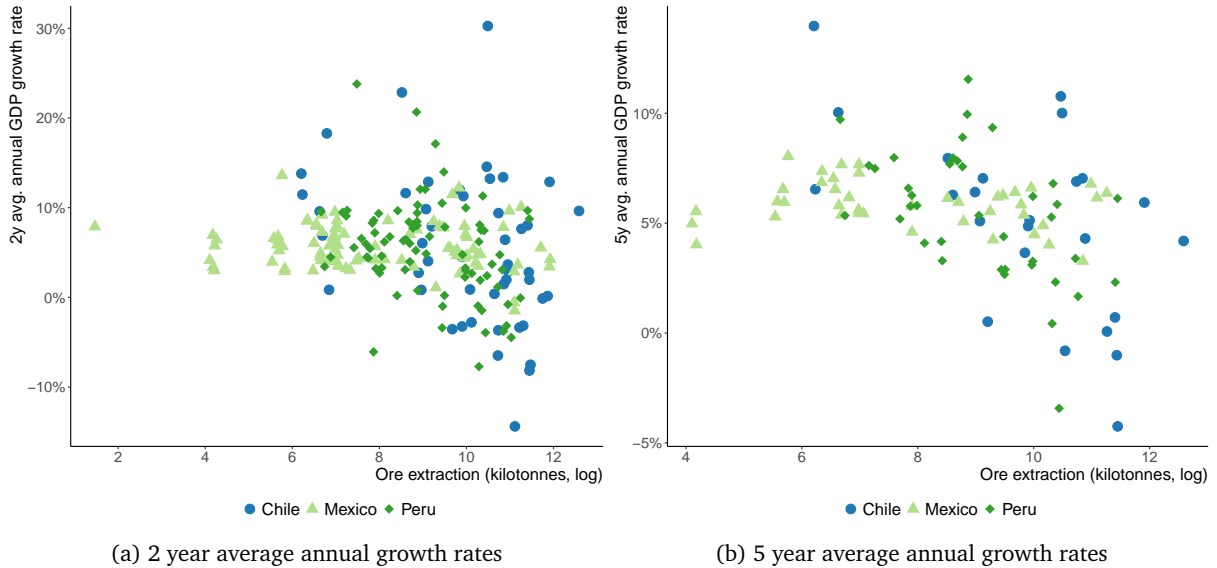 2y avg. annual GDP growth rate
30%
20%
10%
0%
−10%
2
4
6
8
10
12
Ore extraction (kilotonnes, log)
Chile Mexico Peru
(a) 2 year average annual growth rates
5y avg. annual GDP growth rate
10%
5%
0%
−5%
4
6
8
10
12
Ore extraction (kilotonnes, log)
Chile Mexico Peru
(b) 5 year average annual growth rates